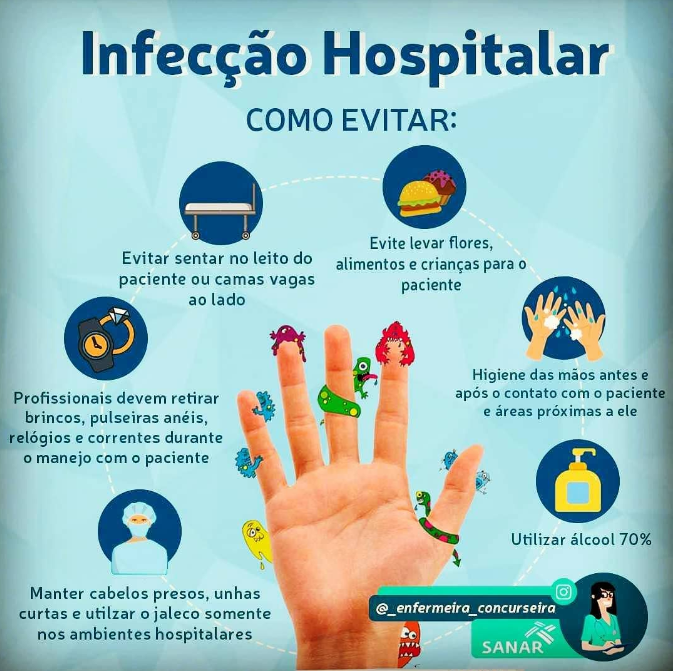 Infecção Hospitalar
COMO EVITAR:
Evitar sentar no leito do
paciente ou camas vagas
ao lado
Evite levar flores,
alimentos e crianças para o
paciente
Profissionais devem retirar
brincos, pulseiras anéis,
relógios e correntes durante
o manejo com o paciente
Higiene das mãos antes e
após o contato com o paciente
e áreas próximas a ele
Utilizar álcool 70%
Manter cabelos presos, unhas
curtas e utilzar o jaleco somente
nos ambientes hospitalares
@_enfermeira_concurseira
SANAR